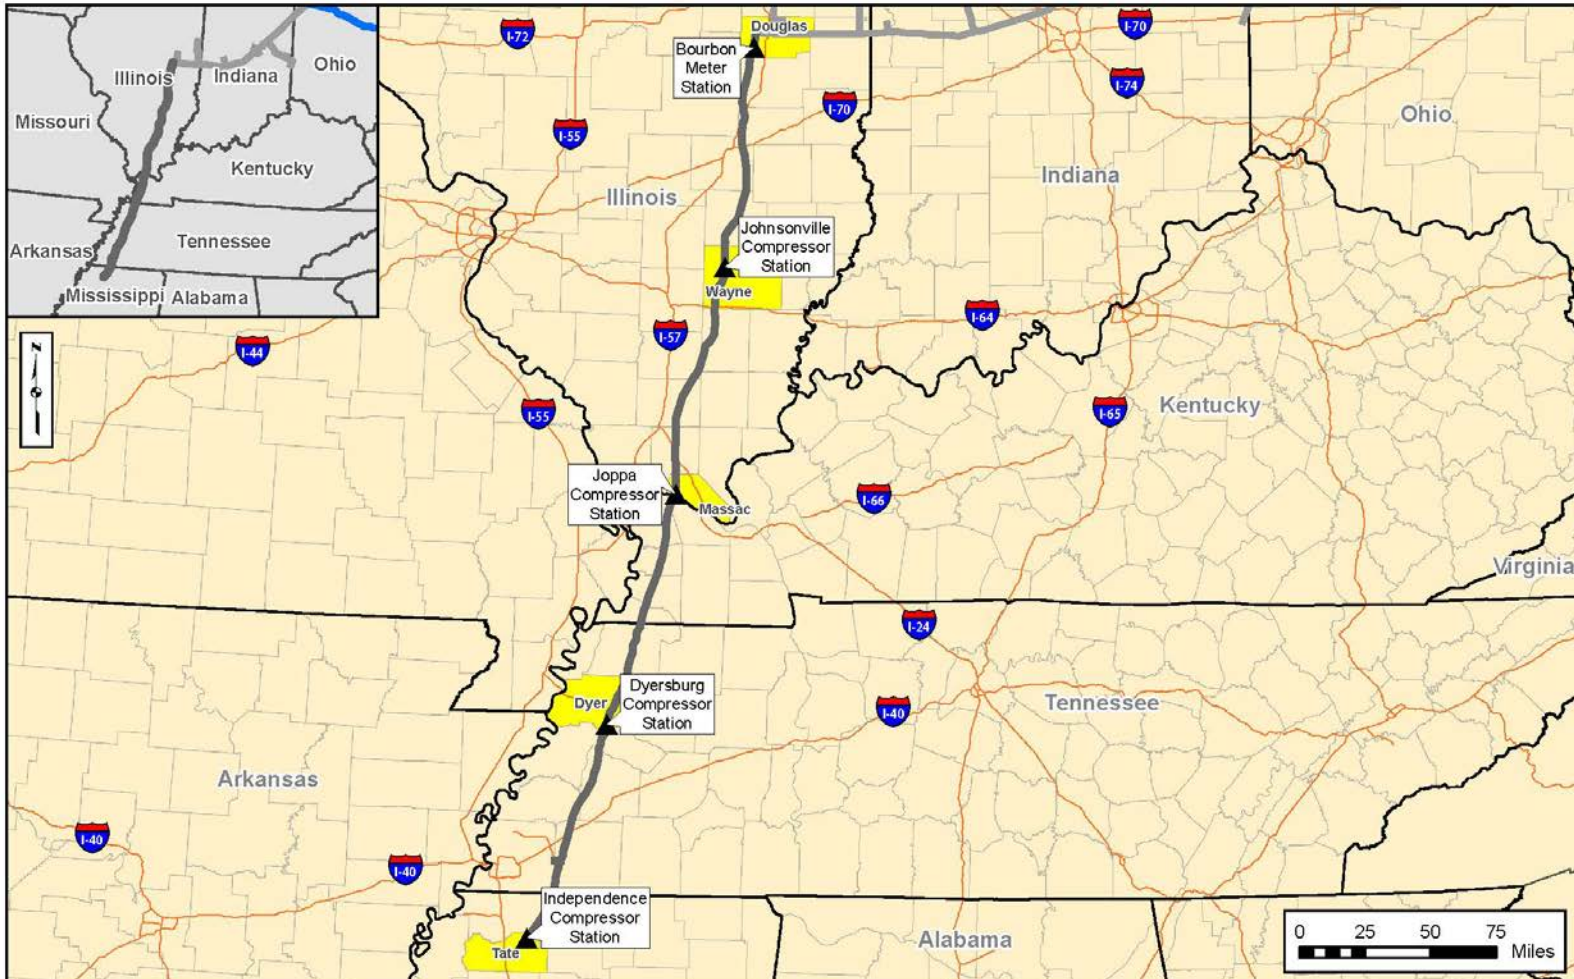 Illinois
Indiana
Ohio
Missouri
Kentucky
Arkansas
Tennessee
Mississippi
Alabama
N
I-72
Bourbon
Meter
Station
Douglas
I-70
I-70
I-74
I-55
Ohio
Illinois
Indiana
Johnsonville
Compressor
Station
Wayne
I-57
I-64
I-44
I-55
I-65
Kentucky
Joppa
Compressor
Station
Massac
I-66
Virginia
I-24
Dyer
Dyersburg
Compressor
Station
I-40
Tennessee
Arkansas
I-40
I-40
Independence
Compressor
Station
Tate
Alabama
0 25 50 75
Miles